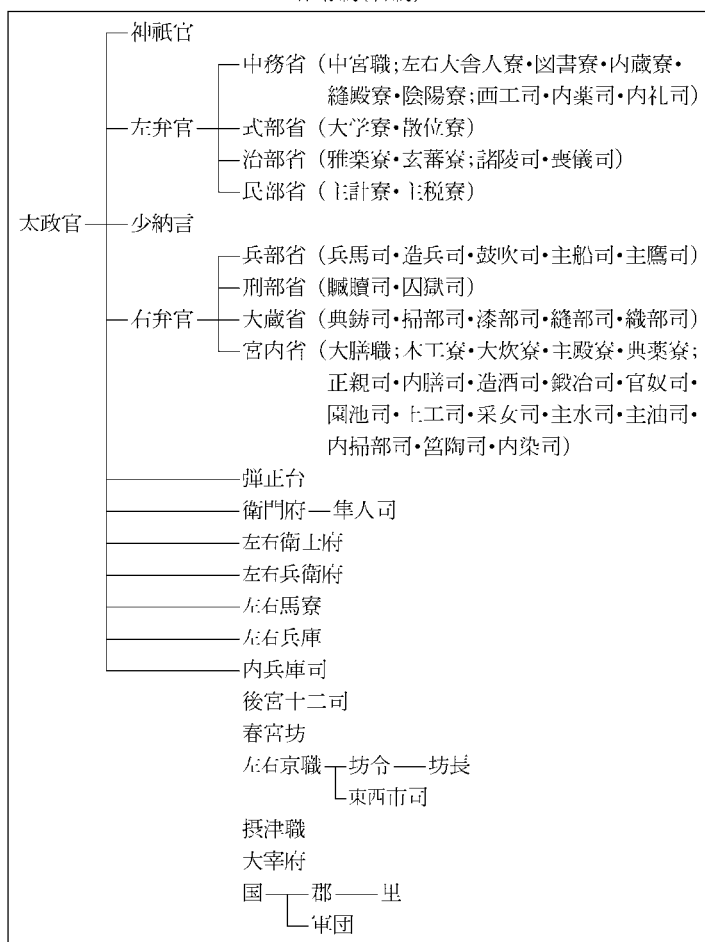 神祇官
中務省（中宮職;左右大舎人寮・図書寮・内蔵寮・
縫殿寮・陰陽寮;画工司・内薬司・内礼司）
左弁官
式部省（大学寮・散位寮）
治部省（雅楽寮・玄蕃寮;諸陵司・喪儀司）
民部省（主計寮・主税寮）
太政官
少納言
兵部省（兵馬司・造兵司・鼓吹司・主船司・主鷹司）
刑部省（贓贖司・囚獄司）
右弁官
大蔵省（典鋳司・掃部司・漆部司・縫部司・織部司）
宮内省（大膳職;木工寮・大炊寮・主殿寮・典薬寮;
正親司・内膳司・造酒司・鍛冶司・官奴司・
園池司・土工司・采女司・主水司・主油司・
内掃部司・筥陶司・内染司）
弾正台
衛門府 隼人司
左右衛士府
左右兵衛府
左右馬寮
左右兵庫
内兵庫司
後宮十二司
春宮坊
左右京職 坊令 坊長
東西市司
摂津職
大宰府
国 郡 里
軍団